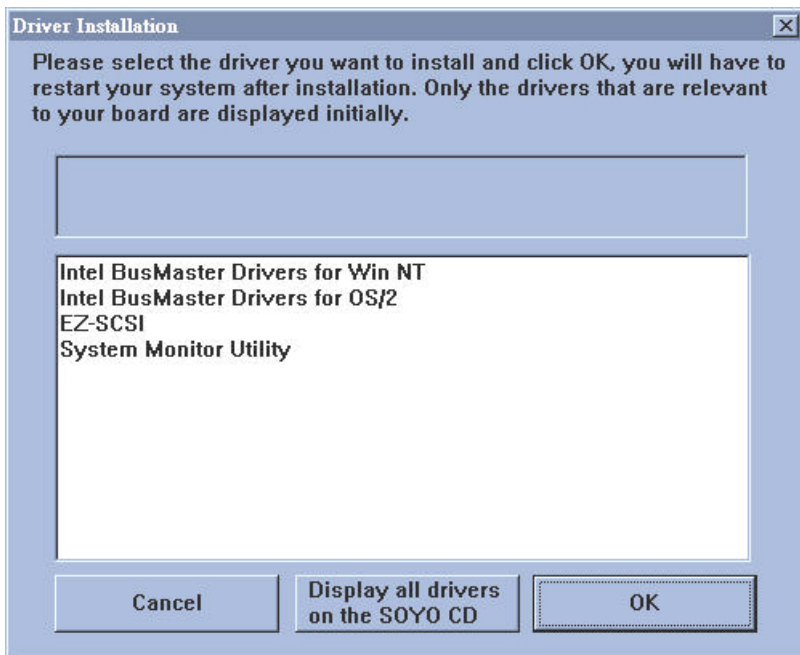 Driver Installation
Please select the driver you want to install and click OK, you will have to
restart your system after installation. Only the drivers that are relevant
to your board are displayed initially.
Intel BusMaster Drivers for Win NT
Intel BusMaster Drivers for OS/2
EZ-SCSI
System Monitor Utility
Cancel
Display all drivers
on the SOYO CD
OK